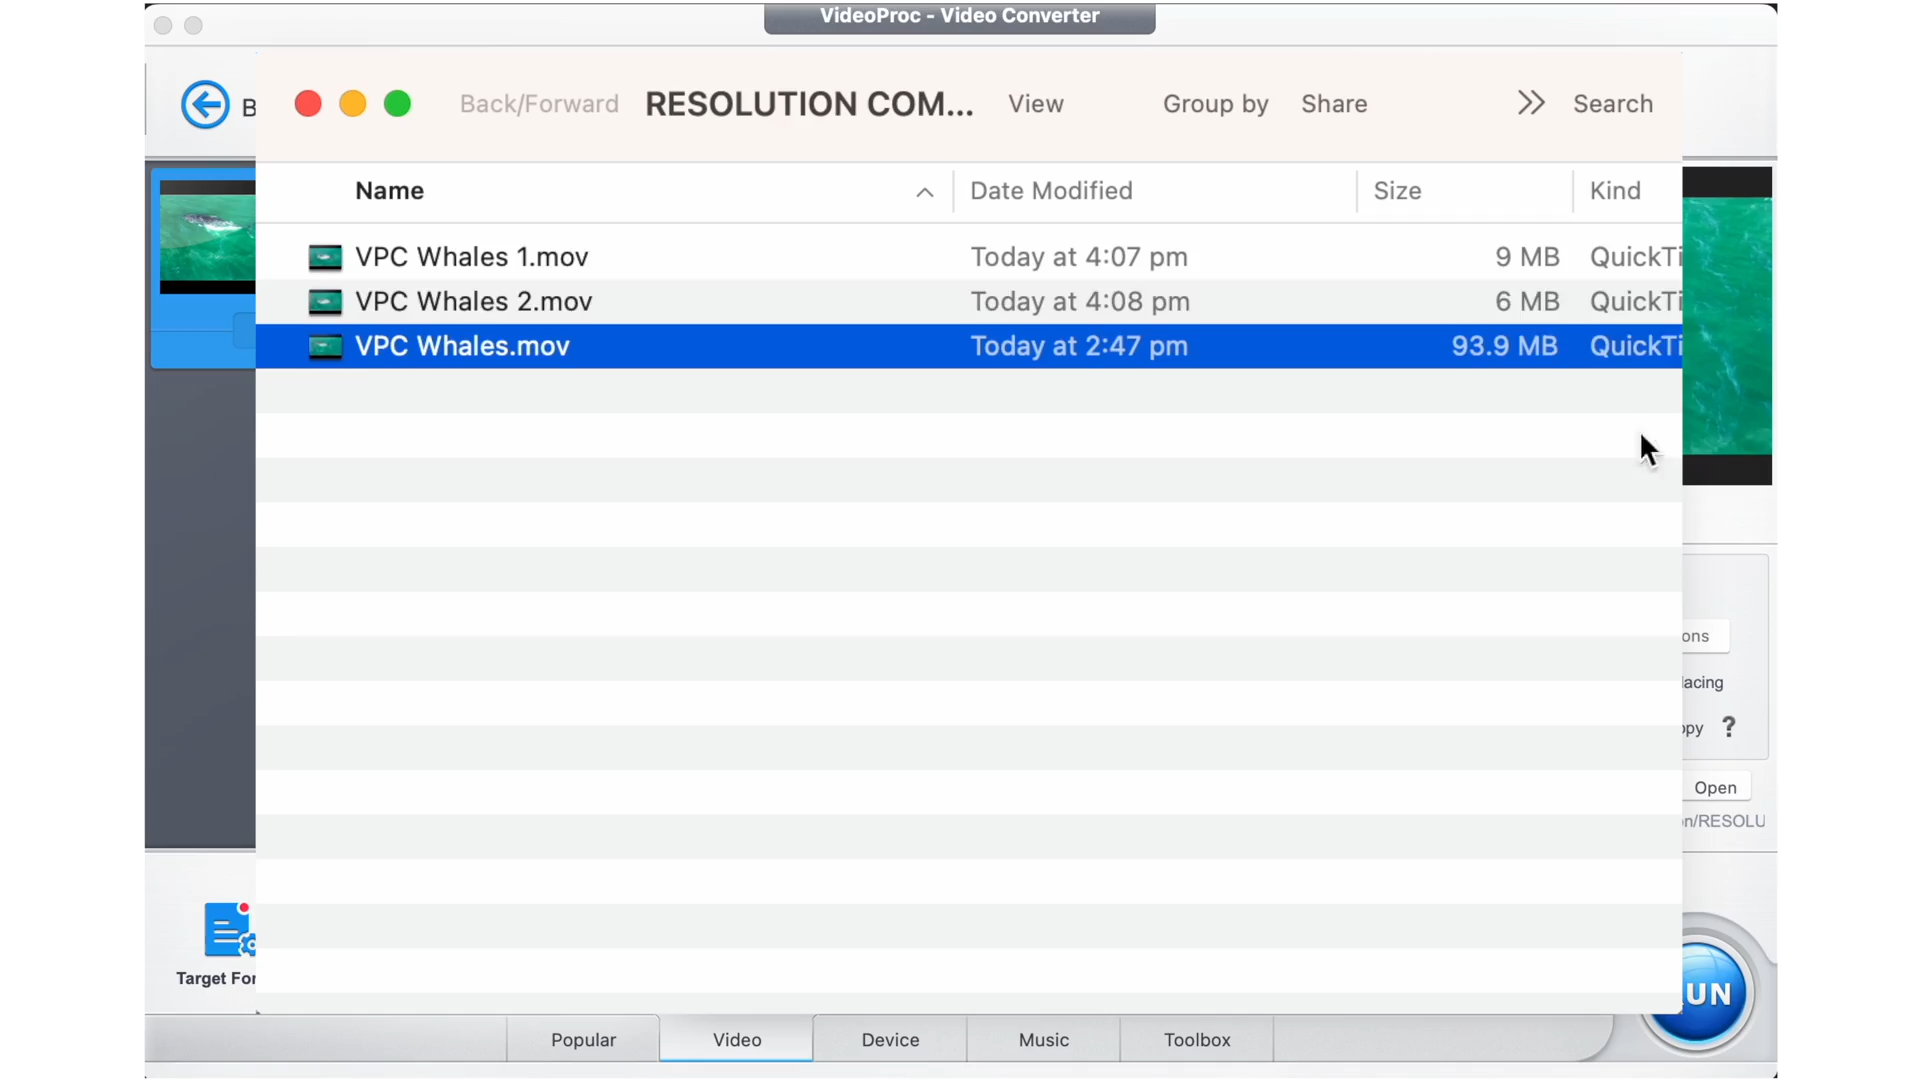 VideoProc - Video Converter
B
Back/Forward RESOLUTION COM... View Group by Share Search
Name Date Modified Size Kind
VPC Whales 1.mov Today at 4:07 pm 9 MB QuickTi
VPC Whales 2.mov Today at 4:08 pm 6 MB QuickTi
VPC Whales.mov Today at 2:47 pm 93.9 MB QuickTi
ons
lacing
opy ?
Open
on/RESOLU
Target For
UN
Popular Video Device Music Toolbox